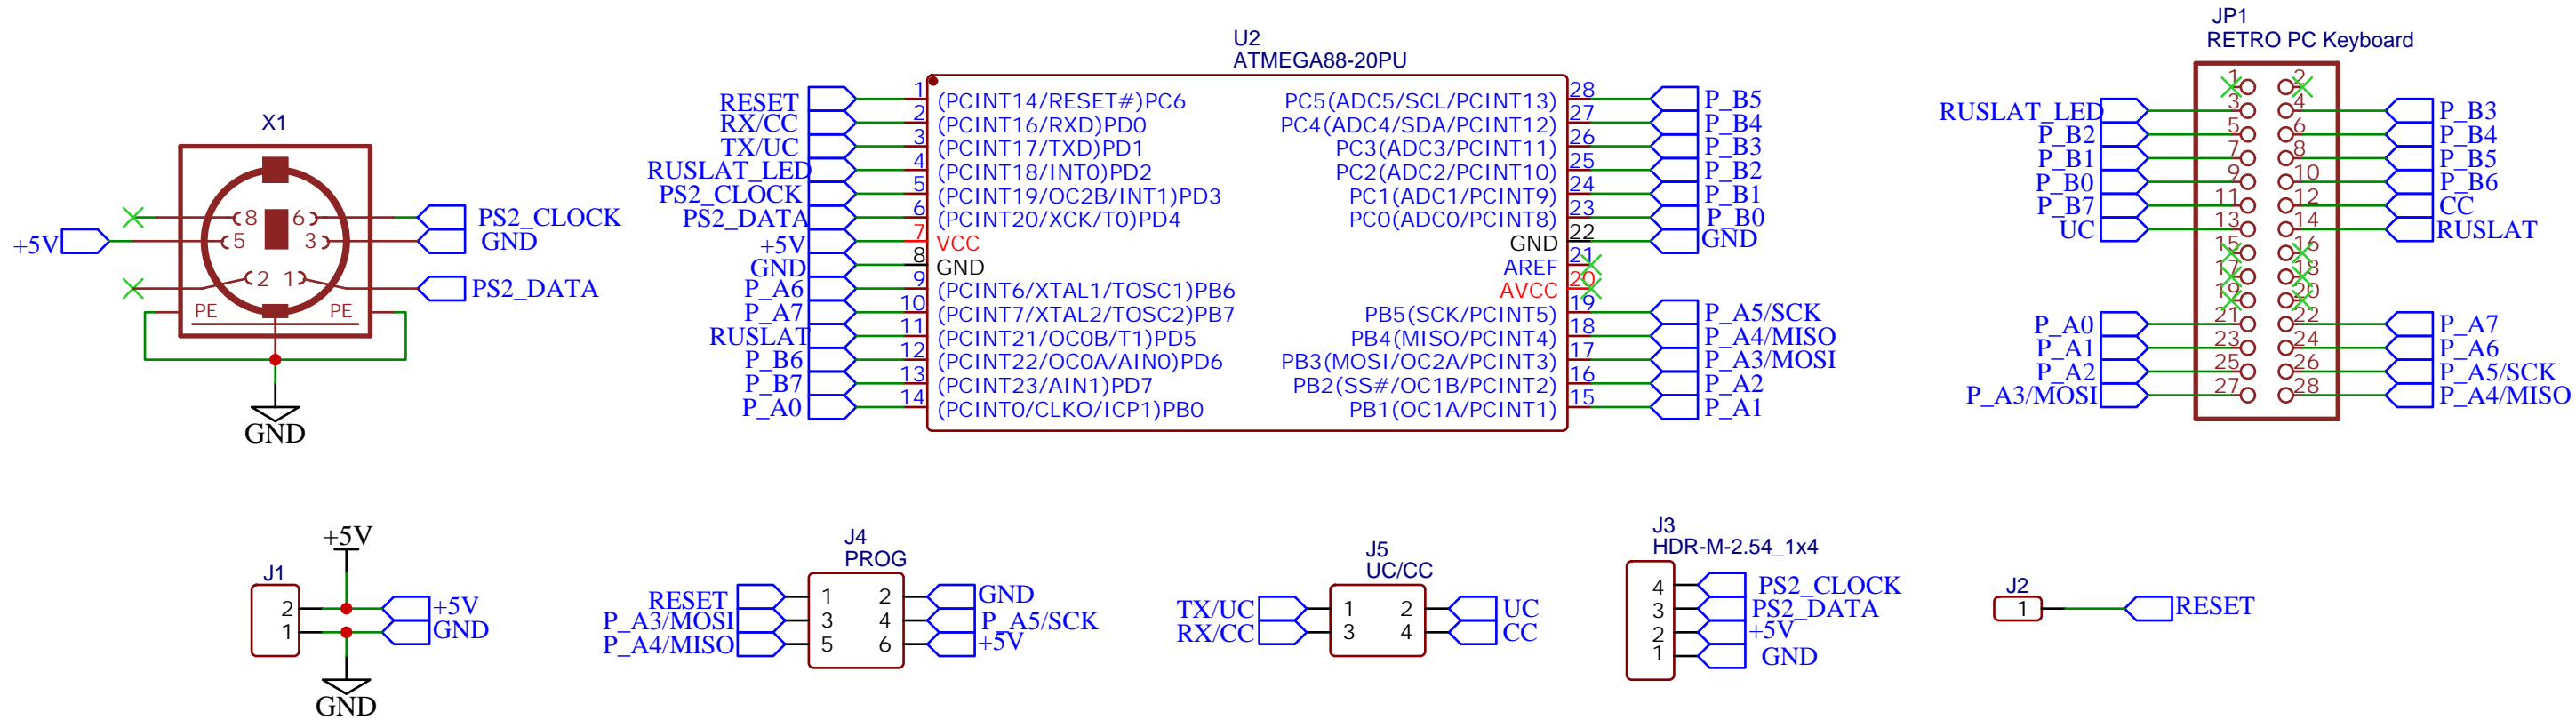 X1
8
6
5
3
2
1
PE
PE
+5V
PS2_CLOCK
GND
PS2_DATA
GND
U2
ATMEGA88-20PU
RESET 1 (PCINT14/RESET#)PC6
RX/CC 2 (PCINT16/RXD)PD0
TX/UC 3 (PCINT17/TXD)PD1
RUSLAT_LED 4 (PCINT18/INT0)PD2
PS2_CLOCK 5 (PCINT19/OC2B/INT1)PD3
PS2_DATA 6 (PCINT20/XCK/T0)PD4
+5V 7 VCC
GND 8 GND
P_A6 9 (PCINT6/XTAL1/TOSC1)PB6
P_A7 10 (PCINT7/XTAL2/TOSC2)PB7
RUSLAT 11 (PCINT21/OC0B/T1)PD5
P_B6 12 (PCINT22/OC0A/AIN0)PD6
P_B7 13 (PCINT23/AIN1)PD7
P_A0 14 (PCINT0/CLKO/ICP1)PB0
PC5(ADC5/SCL/PCINT13) 28 P_B5
PC4(ADC4/SDA/PCINT12) 27 P_B4
PC3(ADC3/PCINT11) 26 P_B3
PC2(ADC2/PCINT10) 25 P_B2
PC1(ADC1/PCINT9) 24 P_B1
PC0(ADC0/PCINT8) 23 P_B0
GND 22 GND
AREF 21
AVCC 20
PB5(SCK/PCINT5) 19 P_A5/SCK
PB4(MISO/PCINT4) 18 P_A4/MISO
PB3(MOSI/OC2A/PCINT3) 17 P_A3/MOSI
PB2(SS#/OC1B/PCINT2) 16 P_A2
PB1(OC1A/PCINT1) 15 P_A1
JP1
RETRO PC Keyboard
1 2
RUSLAT_LED 3 4 P_B3
P_B2 5 6 P_B4
P_B1 7 8 P_B5
P_B0 9 10 P_B6
P_B7 11 12 CC
UC 13 14 RUSLAT
15 16
17 18
19 20
P_A0 21 22 P_A7
P_A1 23 24 P_A6
P_A2 25 26 P_A5/SCK
P_A3/MOSI 27 28 P_A4/MISO
+5V
J1
2 +5V
1 GND
GND
J4
PROG
RESET 1 2 GND
P_A3/MOSI 3 4 P_A5/SCK
P_A4/MISO 5 6 +5V
J5
UC/CC
TX/UC 1 2 UC
RX/CC 3 4 CC
J3
HDR-M-2.54_1x4
4 PS2_CLOCK
3 PS2_DATA
2 +5V
1 GND
J2
1 RESET